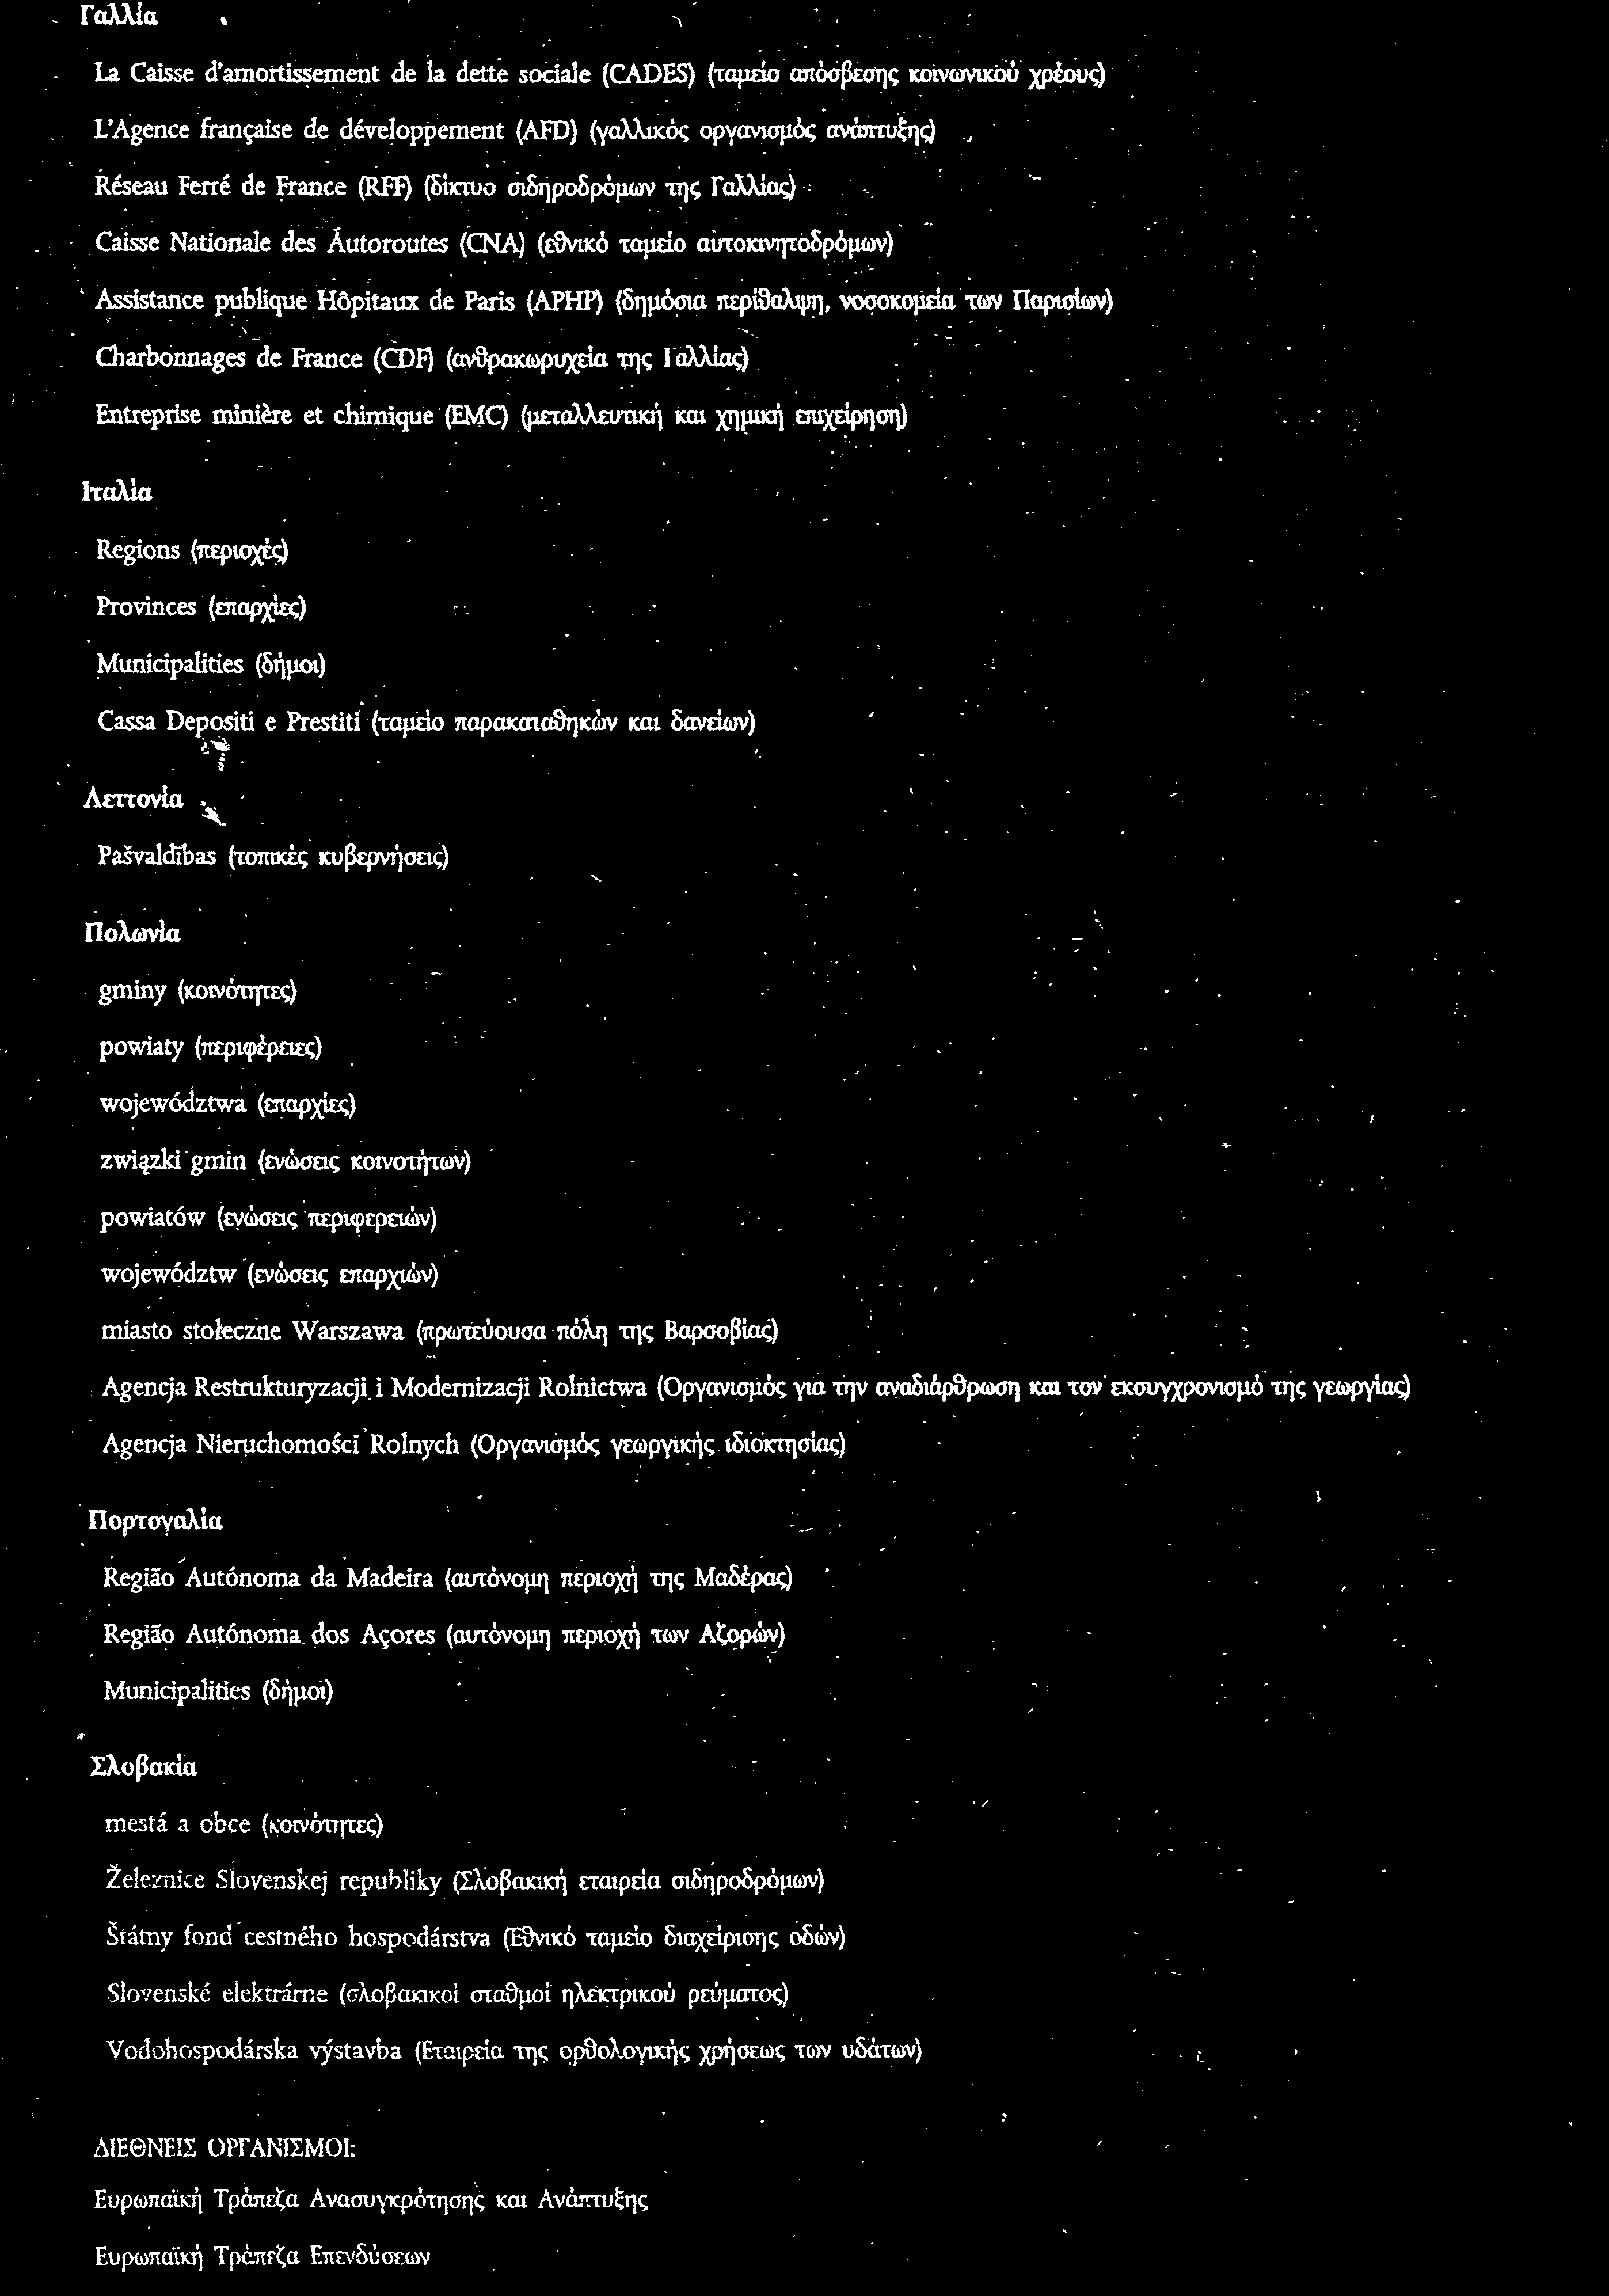 Γαλλία
La Caisse d'amortissement de la dette sociale (CADES) (ταμείο απόσβεσης κοινωνικού χρέους)
L'Agence française de développement (AFD) (γαλλικός οργανισμός ανάπτυξης)
Réseau Ferré de France (RFF) (δίκτυο σιδηροδρόμων της Γαλλίας)
Caisse Nationale des Autoroutes (CNA) (εθνικό ταμείο αυτοκινητοδρόμων)
Assistance publique Hôpitaux de Paris (APHP) (δημόσια περίθαλψη, νοσοκομεία των Παρισίων)
Charbonnages de France (CDF) (ανθρακωρυχεία της Γαλλίας)
Entreprise minière et chimique (EMC) (μεταλλευτική και χημική επιχείρηση)
Ιταλία
Regions (περιοχές)
Provinces (επαρχίες)
Municipalities (δήμοι)
Cassa Depositi e Prestiti (ταμείο παρακαταθηκών και δανείων)
Λεττονία
Pašvaldības (τοπικές κυβερνήσεις)
Πολωνία
gminy (κοινότητες)
powiaty (περιφέρειες)
województwa (επαρχίες)
związki gmin (ενώσεις κοινοτήτων)
powiatów (ενώσεις περιφερειών)
województw (ενώσεις επαρχιών)
miasto stołeczne Warszawa (πρωτεύουσα πόλη της Βαρσοβίας)
Agencja Restrukturyzacji i Modernizacji Rolnictwa (Οργανισμός για την αναδιάρθρωση και τον εκσυγχρονισμό της γεωργίας)
Agencja Nieruchomości Rolnych (Οργανισμός γεωργικής ιδιοκτησίας)
Πορτογαλία
Região Autónoma da Madeira (αυτόνομη περιοχή της Μαδέρας)
Região Autónoma dos Açores (αυτόνομη περιοχή των Αζορών)
Municipalities (δήμοι)
Σλοβακία
mestá a obce (κοινότητες)
Železnice Slovenskej republiky (Σλοβακική εταιρεία σιδηροδρόμων)
Štátny fond cestného hospodárstva (Εθνικό ταμείο διαχείρισης οδών)
Slovenské elektrárne (σλοβακικοί σταθμοί ηλεκτρικού ρεύματος)
Vodohospodárska výstavba (Εταιρεία της ορθολογικής χρήσεως των υδάτων)
ΔΙΕΘΝΕΙΣ ΟΡΓΑΝΙΣΜΟΙ:
Ευρωπαϊκή Τράπεζα Ανασυγκρότησης και Ανάπτυξης
Ευρωπαϊκή Τράπεζα Επενδύσεων